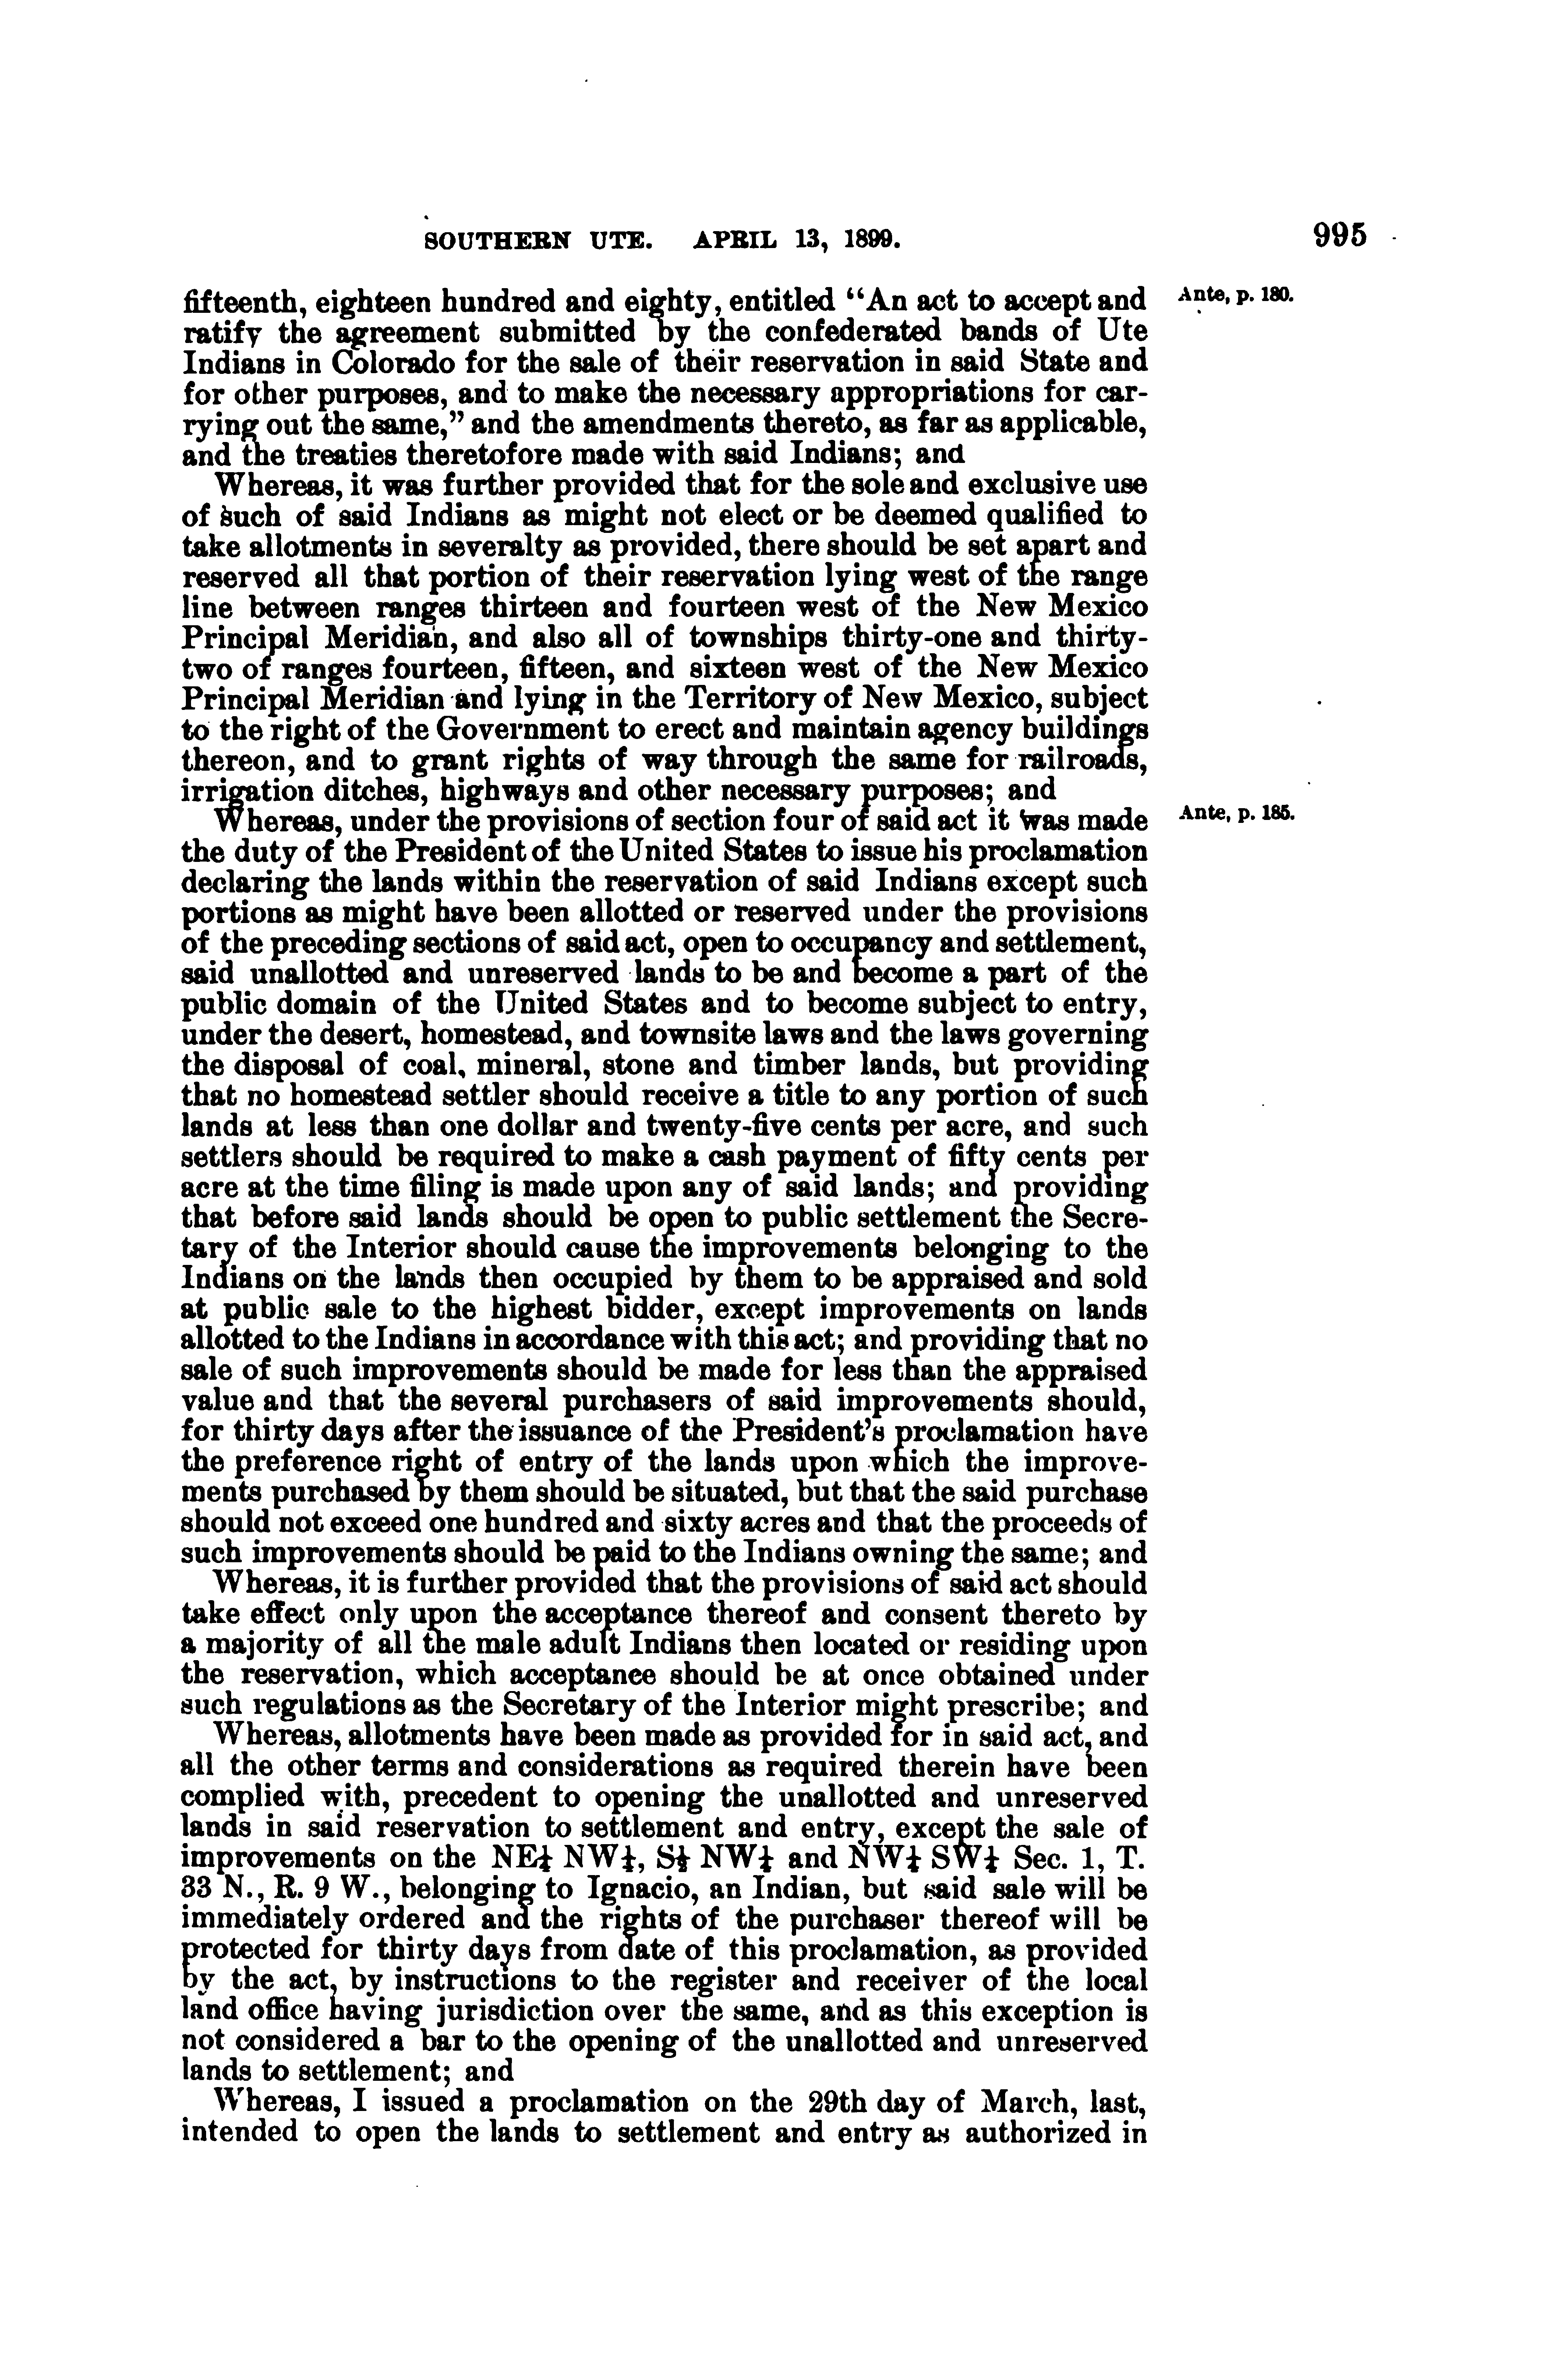 SOUTHERN UTE. APRIL 13, 1899. 995
fifteenth, eighteen hundred and eighty, entitled “An act to accept and
Ante, p. 180.
ratify the agreement submitted by the confederated bands of Ute
Indians in Colorado for the sale of their reservation in said State and
for other purposes, and to make the necessary appropriations for car-
rying out the same,” and the amendments thereto, as far as applicable,
and the treaties theretofore made with said Indians; and
Whereas, it was further provided that for the sole and exclusive use
of such of said Indians as might not elect or be deemed qualified to
take allotments in severalty as provided, there should be set apart and
reserved all that portion of their reservation lying west of the range
line between ranges thirteen and fourteen west of the New Mexico
Principal Meridian, and also all of townships thirty-one and thirty-
two of ranges fourteen, fifteen, and sixteen west of the New Mexico
Principal Meridian and lying in the Territory of New Mexico, subject
to the right of the Government to erect and maintain agency buildings
thereon, and to grant rights of way through the same for railroads,
irrigation ditches, highways and other necessary purposes; and
Whereas, under the provisions of section four of said act it was made
Ante, p. 185.
the duty of the President of the United States to issue his proclamation
declaring the lands within the reservation of said Indians except such
portions as might have been allotted or reserved under the provisions
of the preceding sections of said act, open to occupancy and settlement,
said unallotted and unreserved lands to be and become a part of the
public domain of the United States and to become subject to entry,
under the desert, homestead, and townsite laws and the laws governing
the disposal of coal, mineral, stone and timber lands, but providing
that no homestead settler should receive a title to any portion of such
lands at less than one dollar and twenty-five cents per acre, and such
settlers should be required to make a cash payment of fifty cents per
acre at the time filing is made upon any of said lands; and providing
that before said lands should be open to public settlement the Secre-
tary of the Interior should cause the improvements belonging to the
Indians on the lands then occupied by them to be appraised and sold
at public sale to the highest bidder, except improvements on lands
allotted to the Indians in accordance with this act; and providing that no
sale of such improvements should be made for less than the appraised
value and that the several purchasers of said improvements should,
for thirty days after the issuance of the President’s proclamation have
the preference right of entry of the lands upon which the improve-
ments purchased by them should be situated, but that the said purchase
should not exceed one hundred and sixty acres and that the proceeds of
such improvements should be paid to the Indians owning the same; and
Whereas, it is further provided that the provisions of said act should
take effect only upon the acceptance thereof and consent thereto by
a majority of all the male adult Indians then located or residing upon
the reservation, which acceptance should be at once obtained under
such regulations as the Secretary of the Interior might prescribe; and
Whereas, allotments have been made as provided for in said act, and
all the other terms and considerations as required therein have been
complied with, precedent to opening the unallotted and unreserved
lands in said reservation to settlement and entry, except the sale of
improvements on the NE¼ NW¼, S½ NW¼ and NW¼ SW¼ Sec. 1, T.
33 N., R. 9 W., belonging to Ignacio, an Indian, but said sale will be
immediately ordered and the rights of the purchaser thereof will be
protected for thirty days from date of this proclamation, as provided
by the act, by instructions to the register and receiver of the local
land office having jurisdiction over the same, and as this exception is
not considered a bar to the opening of the unallotted and unreserved
lands to settlement; and
Whereas, I issued a proclamation on the 29th day of March, last,
intended to open the lands to settlement and entry as authorized in